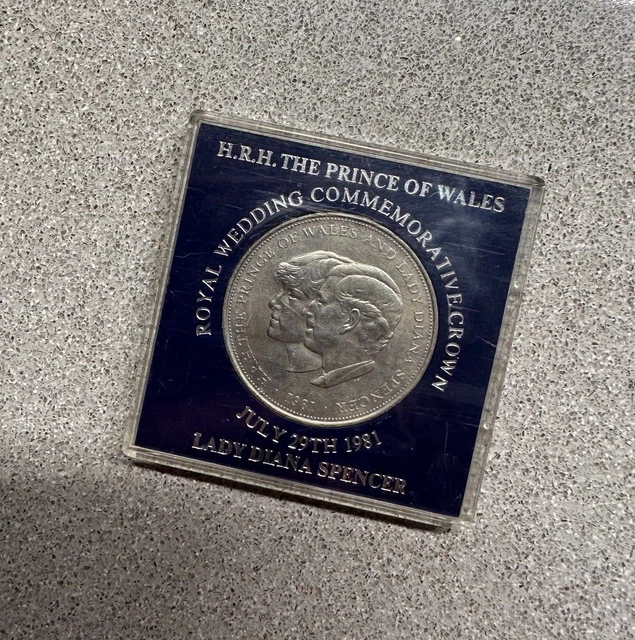 H.R.H. THE PRINCE OF WALES
ROYAL WEDDING COMMEMORATIVE CROWN
H.R.H. THE PRINCE OF WALES AND LADY DIANA SPENCER
1981
JULY 29TH 1981
LADY DIANA SPENCER